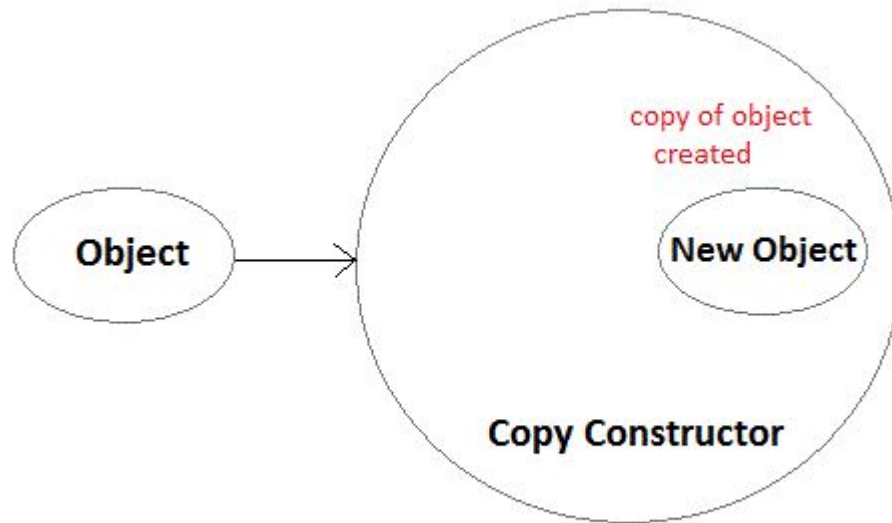 copy of object
created
Object
New Object
Copy Constructor